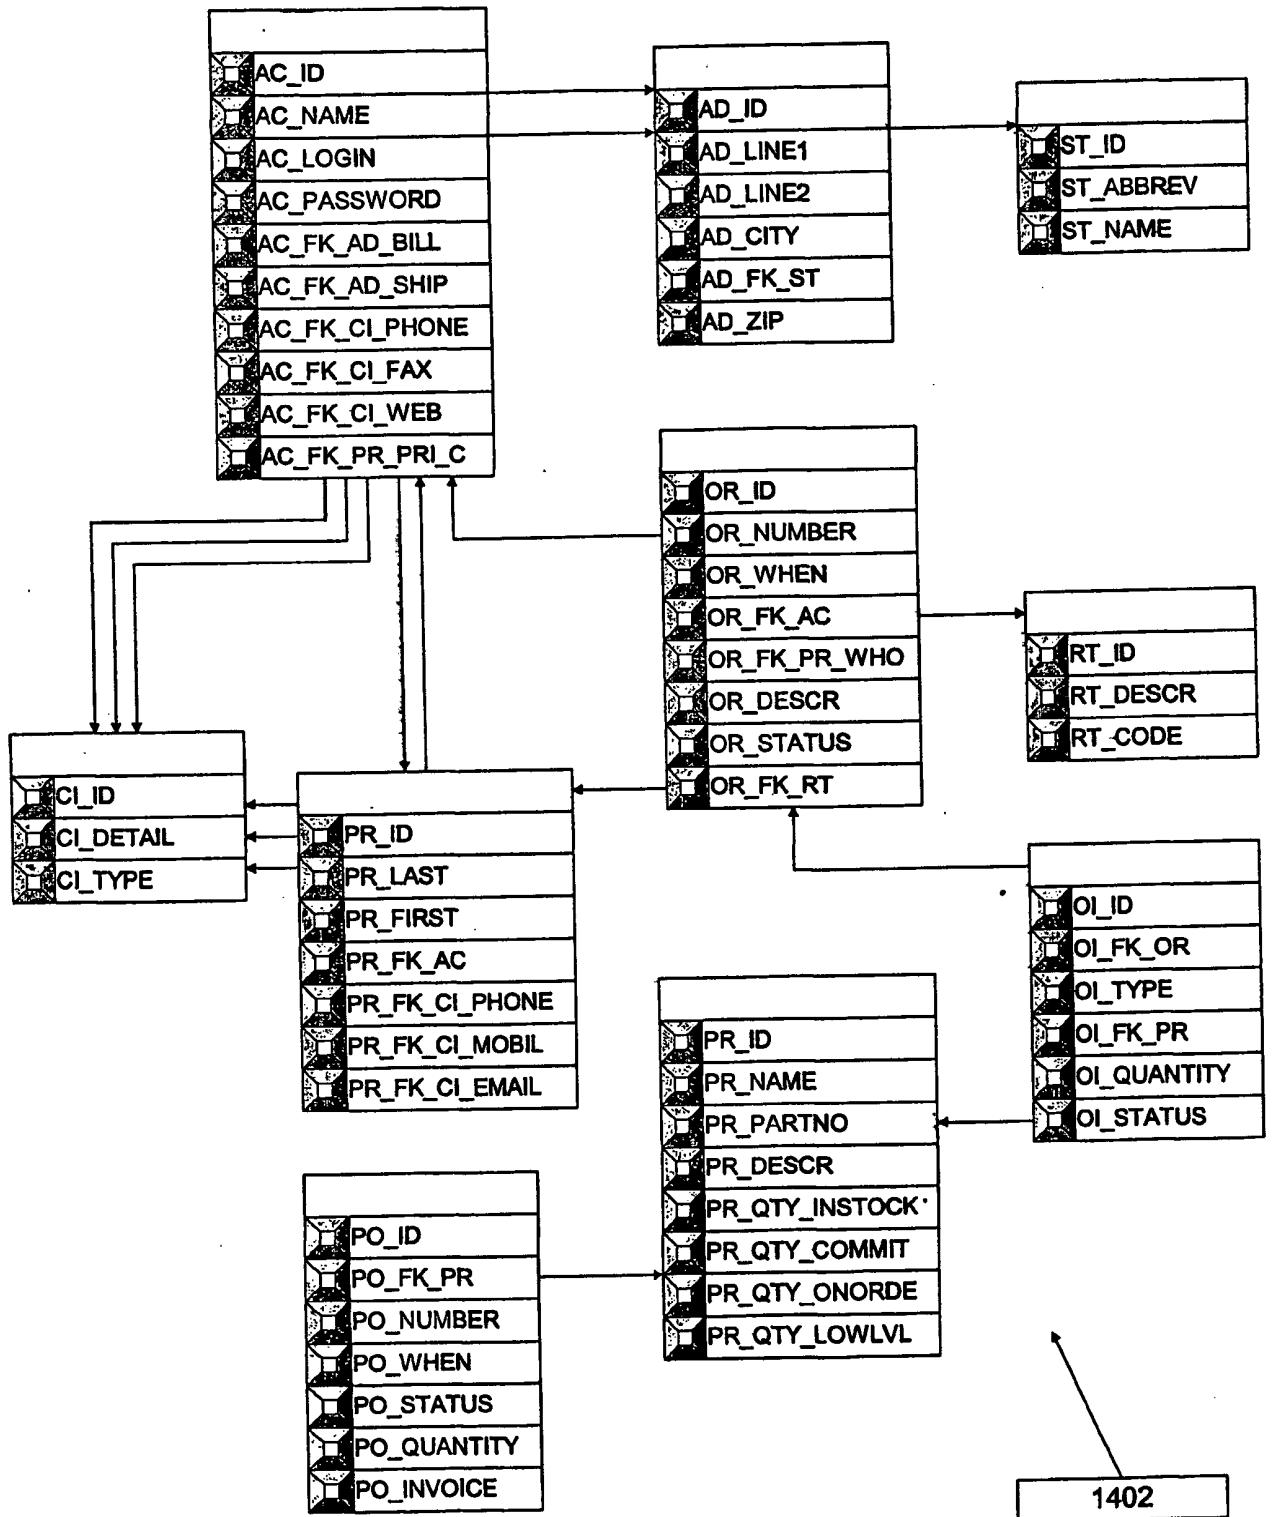 AC_ID
AC_NAME
AC_LOGIN
AC_PASSWORD
AC_FK_AD_BILL
AC_FK_AD_SHIP
AC_FK_CI_PHONE
AC_FK_CI_FAX
AC_FK_CI_WEB
AC_FK_PR_PRI_C
AD_ID
AD_LINE1
AD_LINE2
AD_CITY
AD_FK_ST
AD_ZIP
ST_ID
ST_ABBREV
ST_NAME
OR_ID
OR_NUMBER
OR_WHEN
OR_FK_AC
OR_FK_PR_WHO
OR_DESCR
OR_STATUS
OR_FK_RT
RT_ID
RT_DESCR
RT_CODE
CI_ID
CI_DETAIL
CI_TYPE
PR_ID
PR_LAST
PR_FIRST
PR_FK_AC
PR_FK_CI_PHONE
PR_FK_CI_MOBIL
PR_FK_CI_EMAIL
OI_ID
OI_FK_OR
OI_TYPE
OI_FK_PR
OI_QUANTITY
OI_STATUS
PR_ID
PR_NAME
PR_PARTNO
PR_DESCR
PR_QTY_INSTOCK
PR_QTY_COMMIT
PR_QTY_ONORDE
PR_QTY_LOWLVL
PO_ID
PO_FK_PR
PO_NUMBER
PO_WHEN
PO_STATUS
PO_QUANTITY
PO_INVOICE
1402